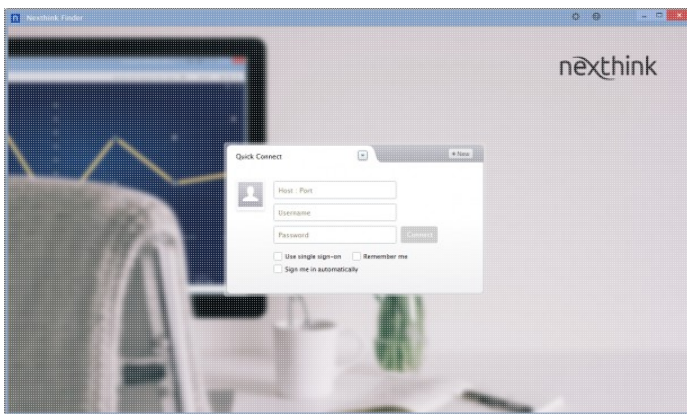 Nexthink Finder
nexthink
Quick Connect
+ New
Host : Port
Username
Password
Connect
Use single sign-on
Remember me
Sign me in automatically